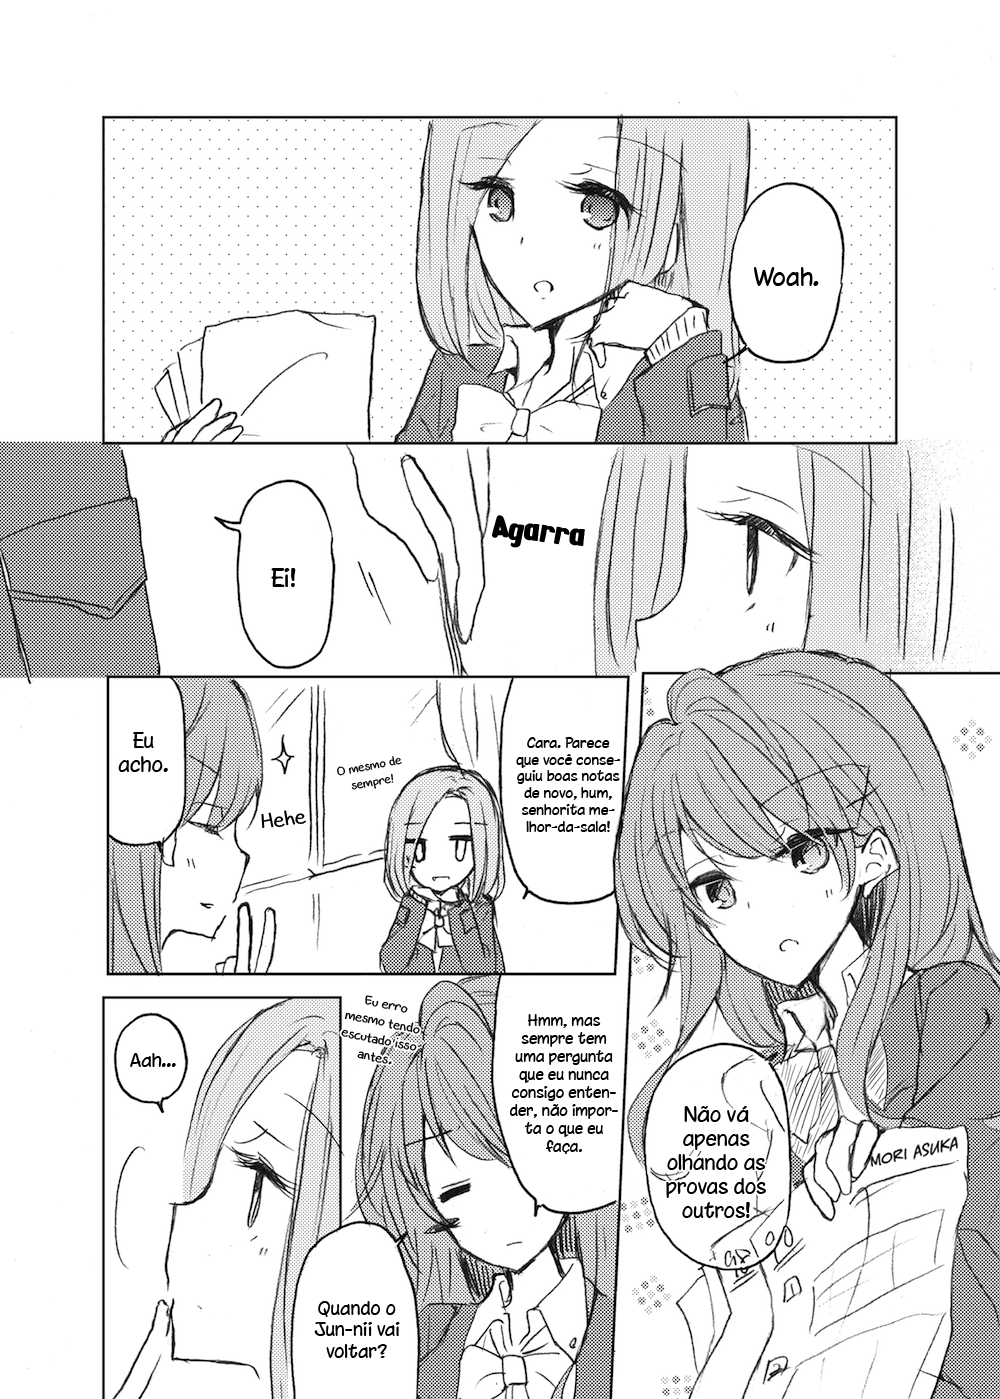 Woah.
Agarra
Ei!
Não vá
apenas
olhando as
provas dos
outros!
MORI ASUKA
Cara. Parece
que você conse-
guiu boas notas
de novo, hum,
senhorita me-
lhor-da-sala!
O mesmo de
sempre!
Hehe
Eu
acho.
Hmm, mas
sempre tem
uma pergunta
que eu nunca
consigo enten-
der, não impor-
ta o que eu
faça.
Eu erro
mesmo tendo
escutado isso
antes.
Quando o
Jun-nii vai
voltar?
Aah...